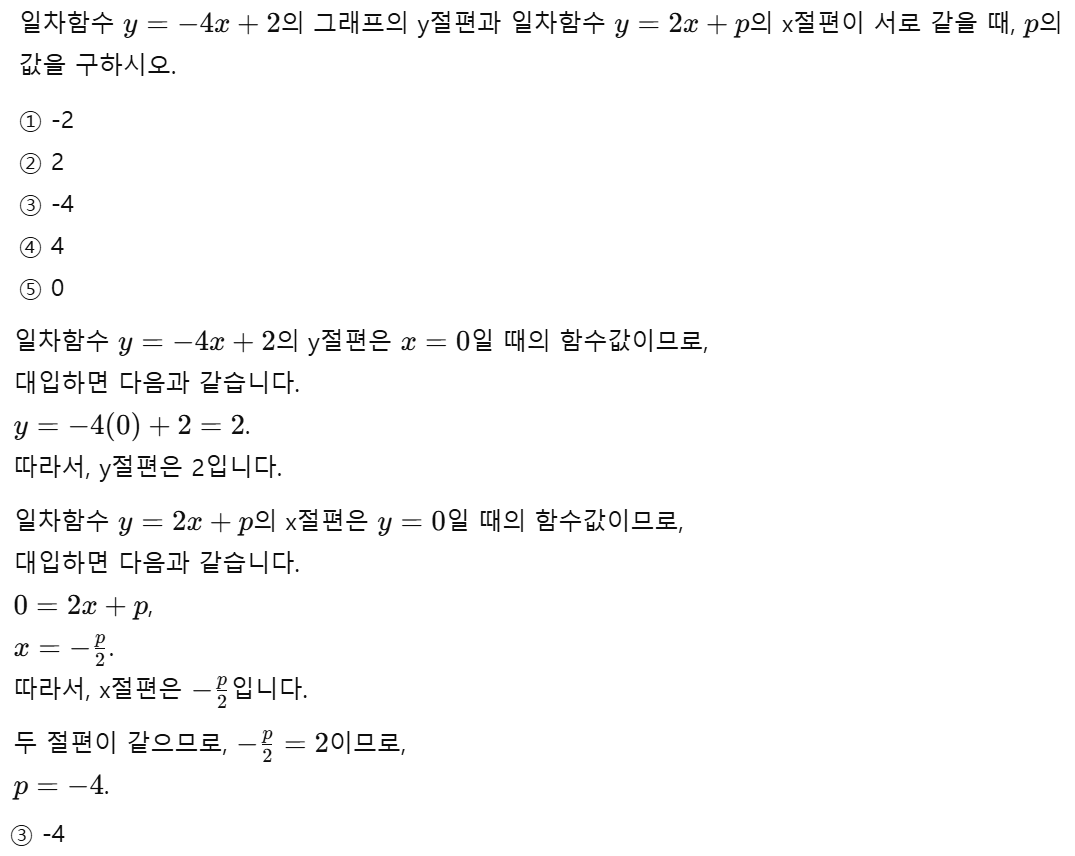 일차함수 y = −4x + 2의 그래프의 y절편과 일차함수 y = 2x + p의 x절편이 서로 같을 때, p의
값을 구하시오.
① -2
② 2
③ -4
④ 4
⑤ 0
일차함수 y = −4x + 2의 y절편은 x = 0일 때의 함수값이므로,
대입하면 다음과 같습니다.
y = −4(0) + 2 = 2.
따라서, y절편은 2입니다.
일차함수 y = 2x + p의 x절편은 y = 0일 때의 함수값이므로,
대입하면 다음과 같습니다.
0 = 2x + p,
x = −\frac{p}{2}.
따라서, x절편은 −\frac{p}{2}입니다.
두 절편이 같으므로, −\frac{p}{2} = 2이므로,
p = −4.
③ -4